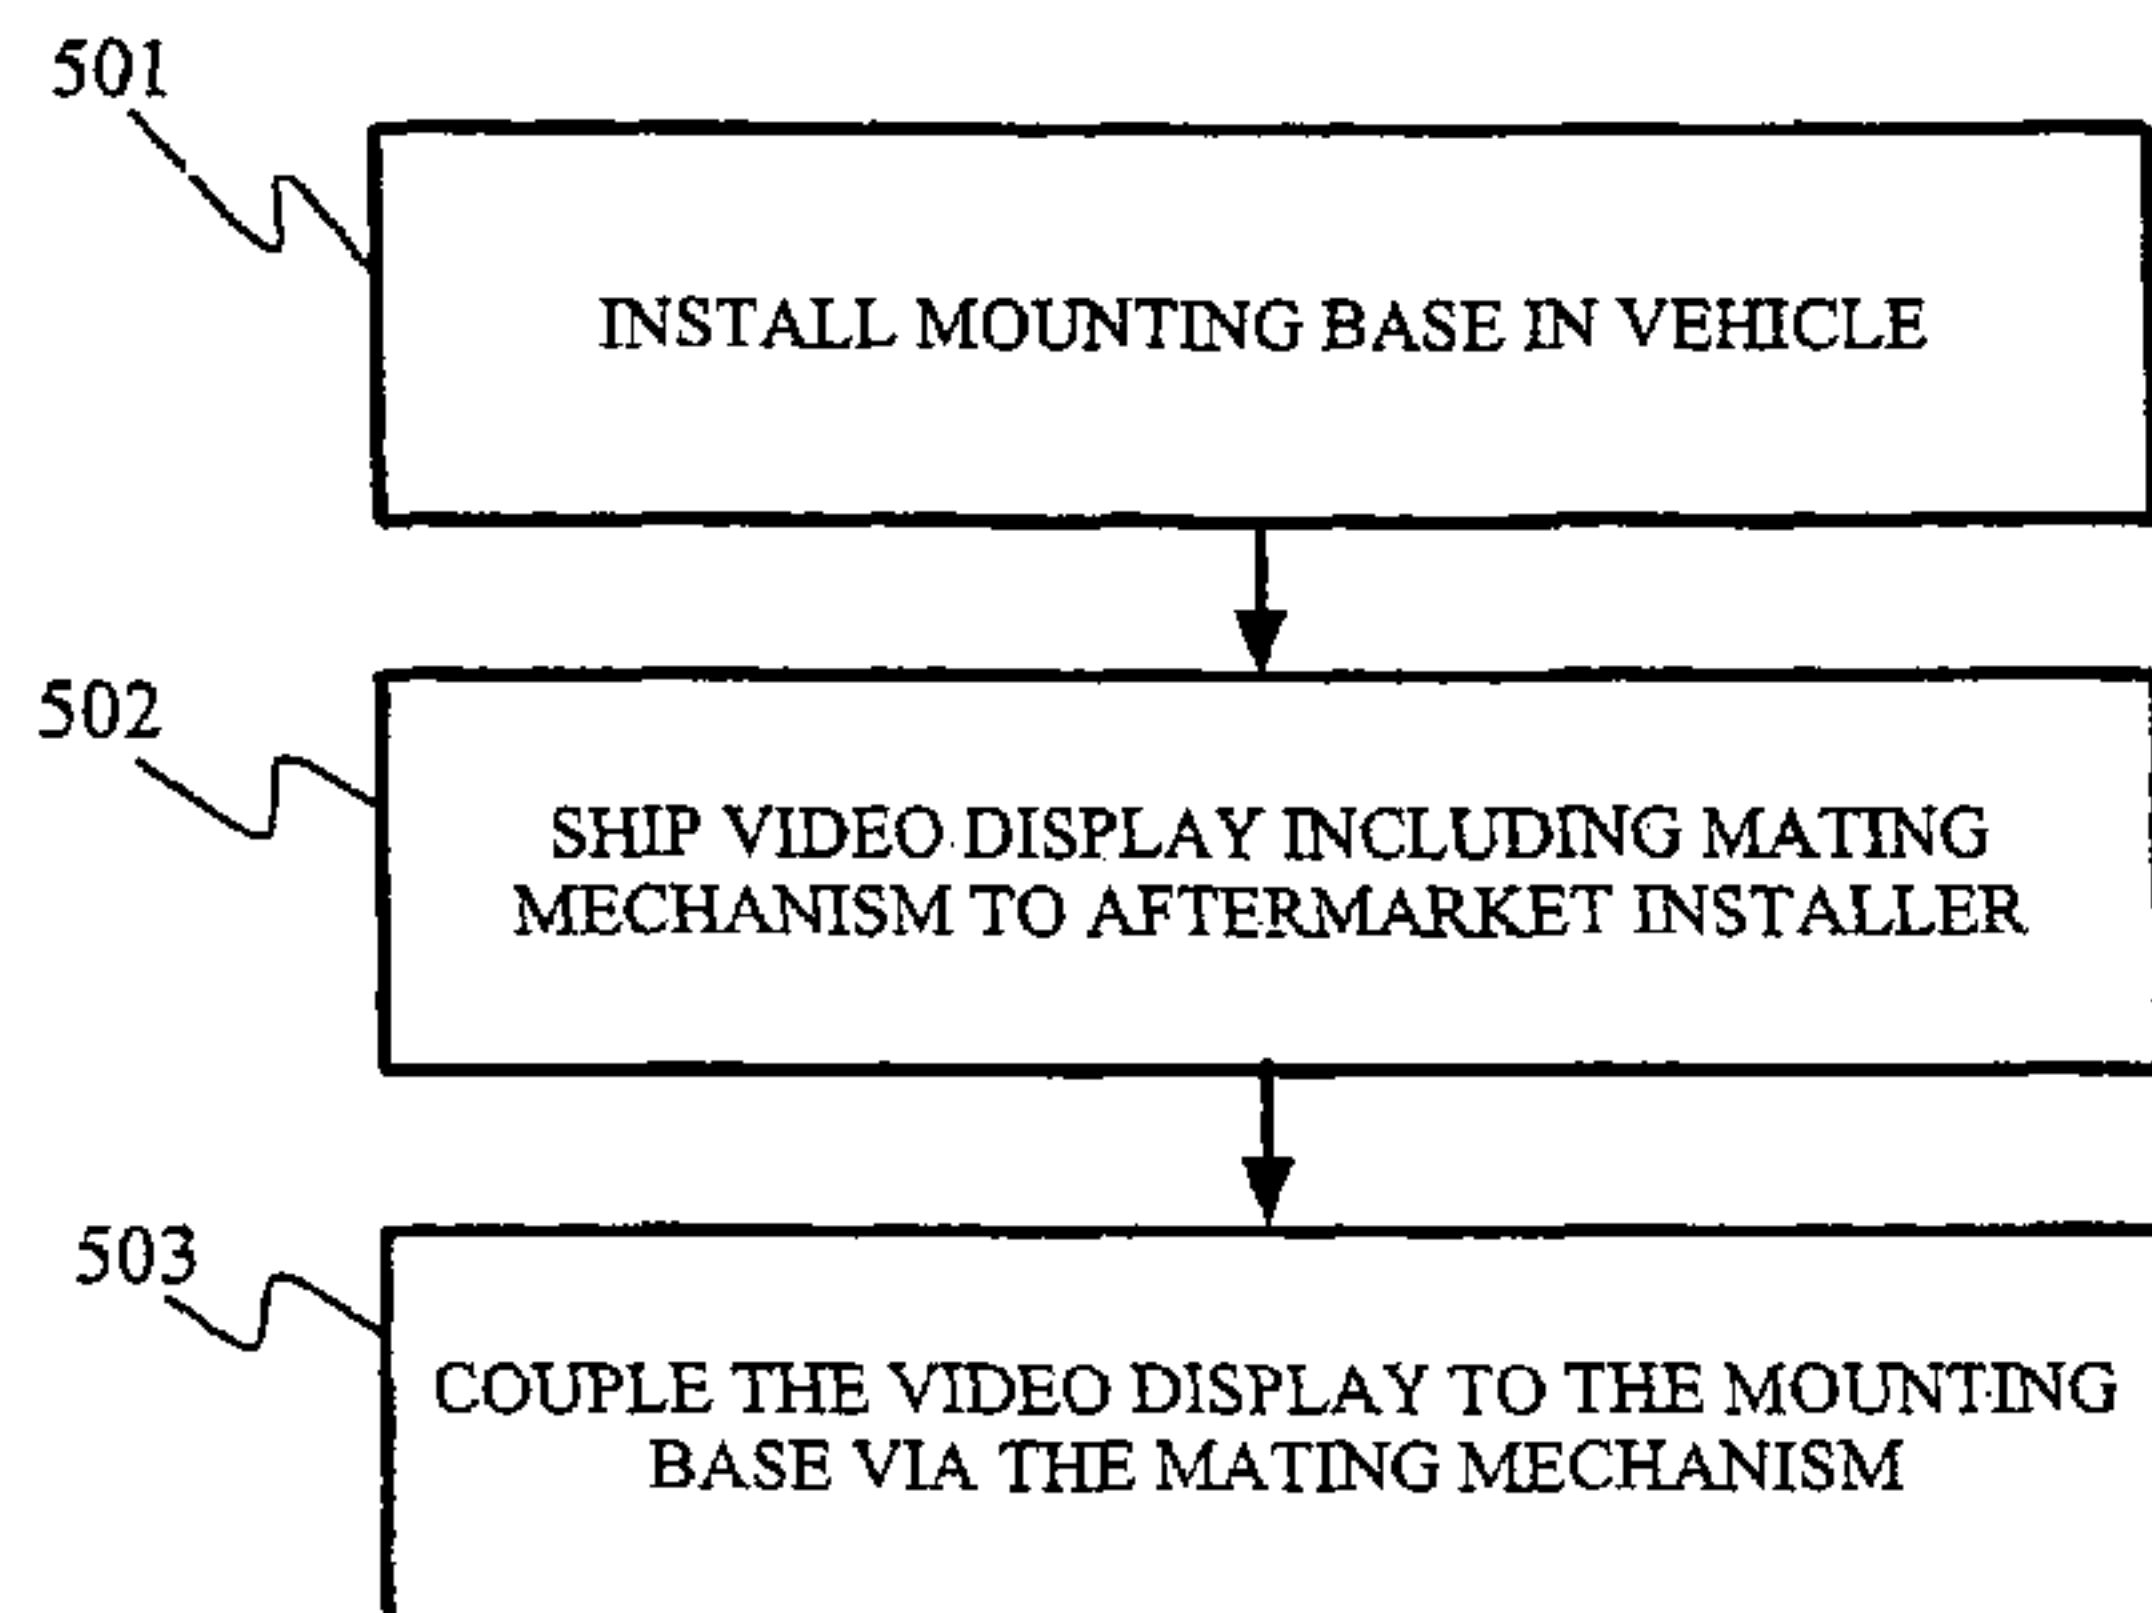 501
INSTALL MOUNTING BASE IN VEHICLE
502
SHIP VIDEO DISPLAY INCLUDING MATING
MECHANISM TO AFTERMARKET INSTALLER
503
COUPLE THE VIDEO DISPLAY TO THE MOUNTING
BASE VIA THE MATING MECHANISM